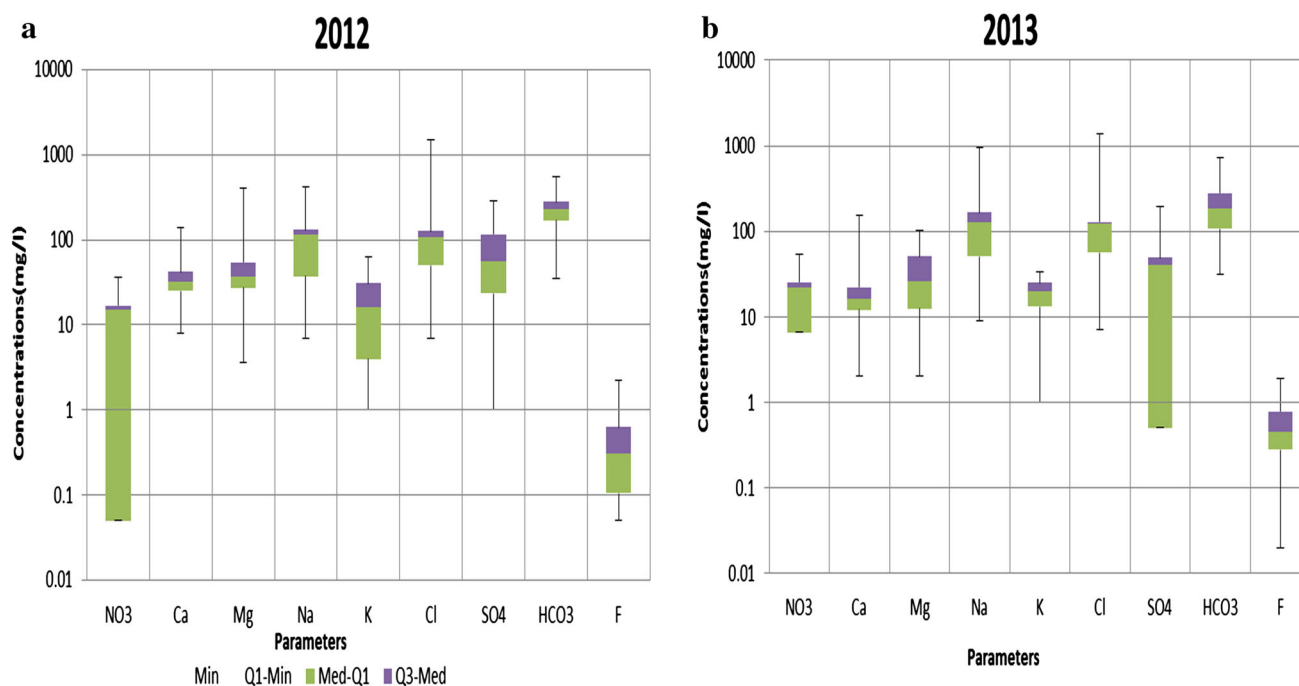 a
2012
10000
1000
100
10
1
0.1
0.01
Concentrations(mg/l)
NO3 Ca Mg Na K Cl SO4 HCO3 F
Parameters
Min Q1-Min Med-Q1 Q3-Med
b
2013
10000
1000
100
10
1
0.1
0.01
Concentrations(mg/l)
NO3 Ca Mg Na K Cl SO4 HCO3 F
Parameters